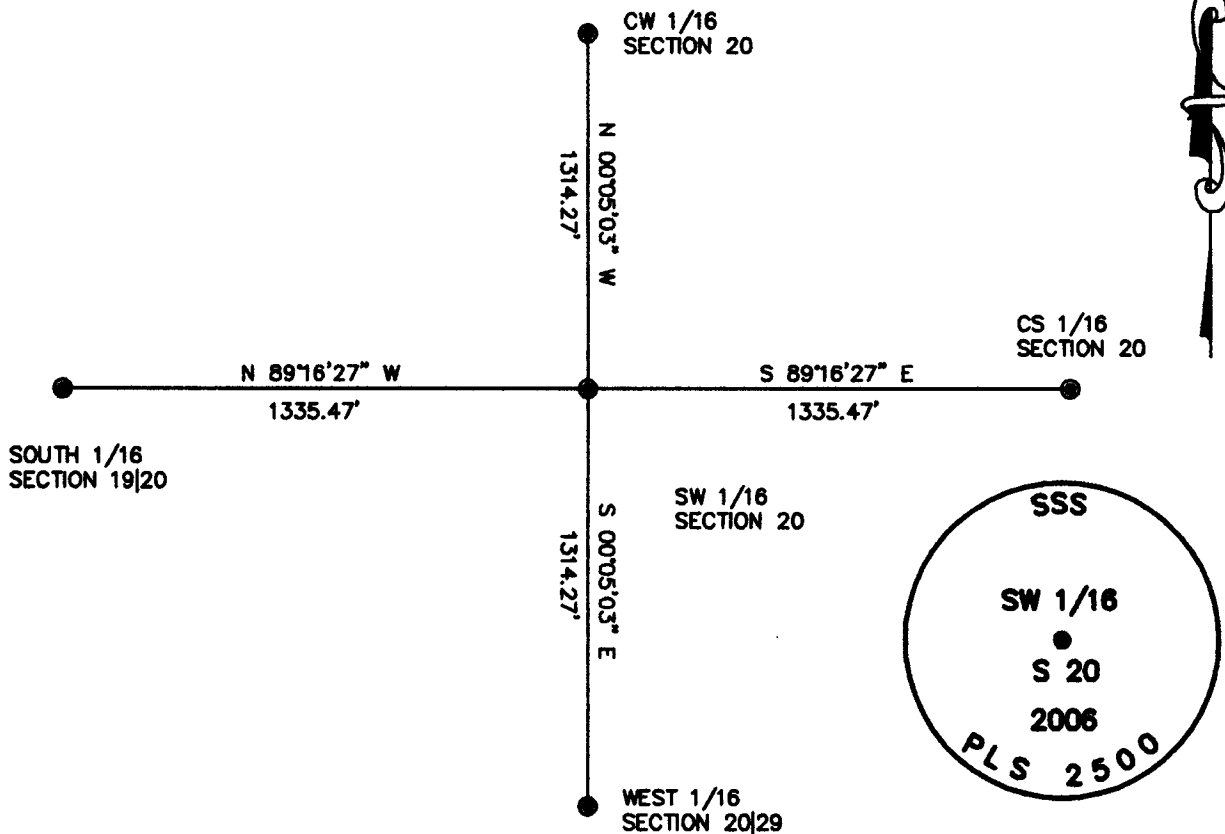 CW 1/16
SECTION 20
N 00°05'03" W
1314.27'
CS 1/16
SECTION 20
N 89°16'27" W
1335.47'
S 89°16'27" E
1335.47'
SOUTH 1/16
SECTION 19|20
SW 1/16
SECTION 20
S 00°05'03" E
1314.27'
SSS
SW 1/16
S 20
2006
PLS 2500
WEST 1/16
SECTION 20|29